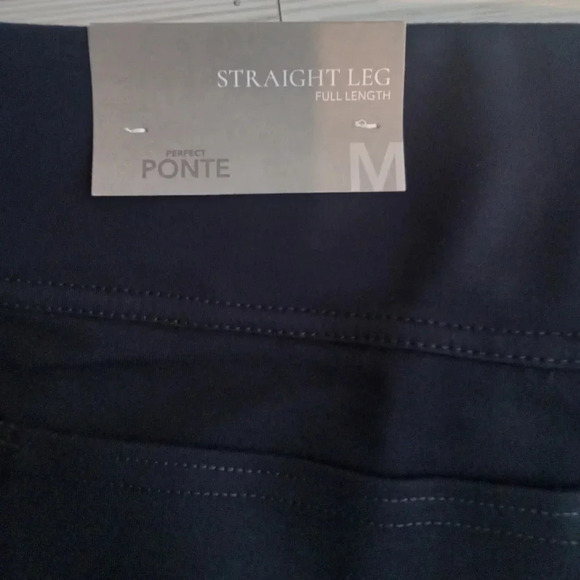 STRAIGHT LEG
FULL LENGTH
PERFECT
PONTE
M